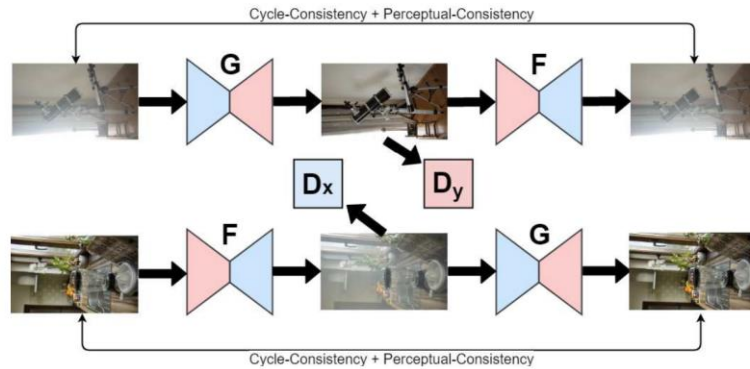 Cycle-Consistency + Perceptual-Consistency
G
F
Dx
Dy
F
G
Cycle-Consistency + Perceptual-Consistency